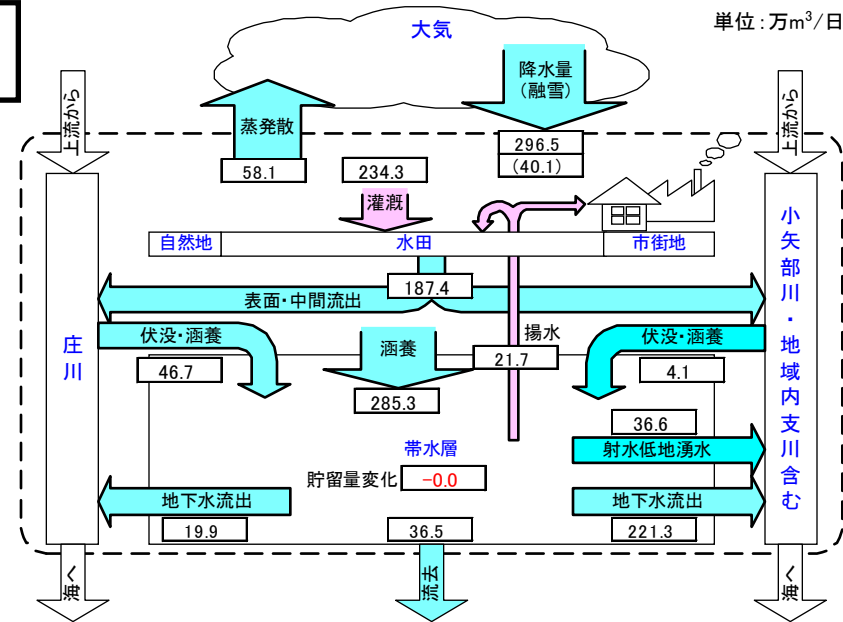 単位：万m³/日
大気
降水量
(融雪)
蒸発散
上流から
上流から
296.5
(40.1)
58.1
234.3
灌漑
自然地
水田
市街地
187.4
表面・中間流出
伏没・涵養
涵養
揚水
伏没・涵養
46.7
21.7
4.1
285.3
庄川
小矢部川・地域内支川含む
36.6
帯水層
射水低地湧水
貯留量変化
-0.0
地下水流出
地下水流出
19.9
36.5
221.3
海へ
流去
海へ